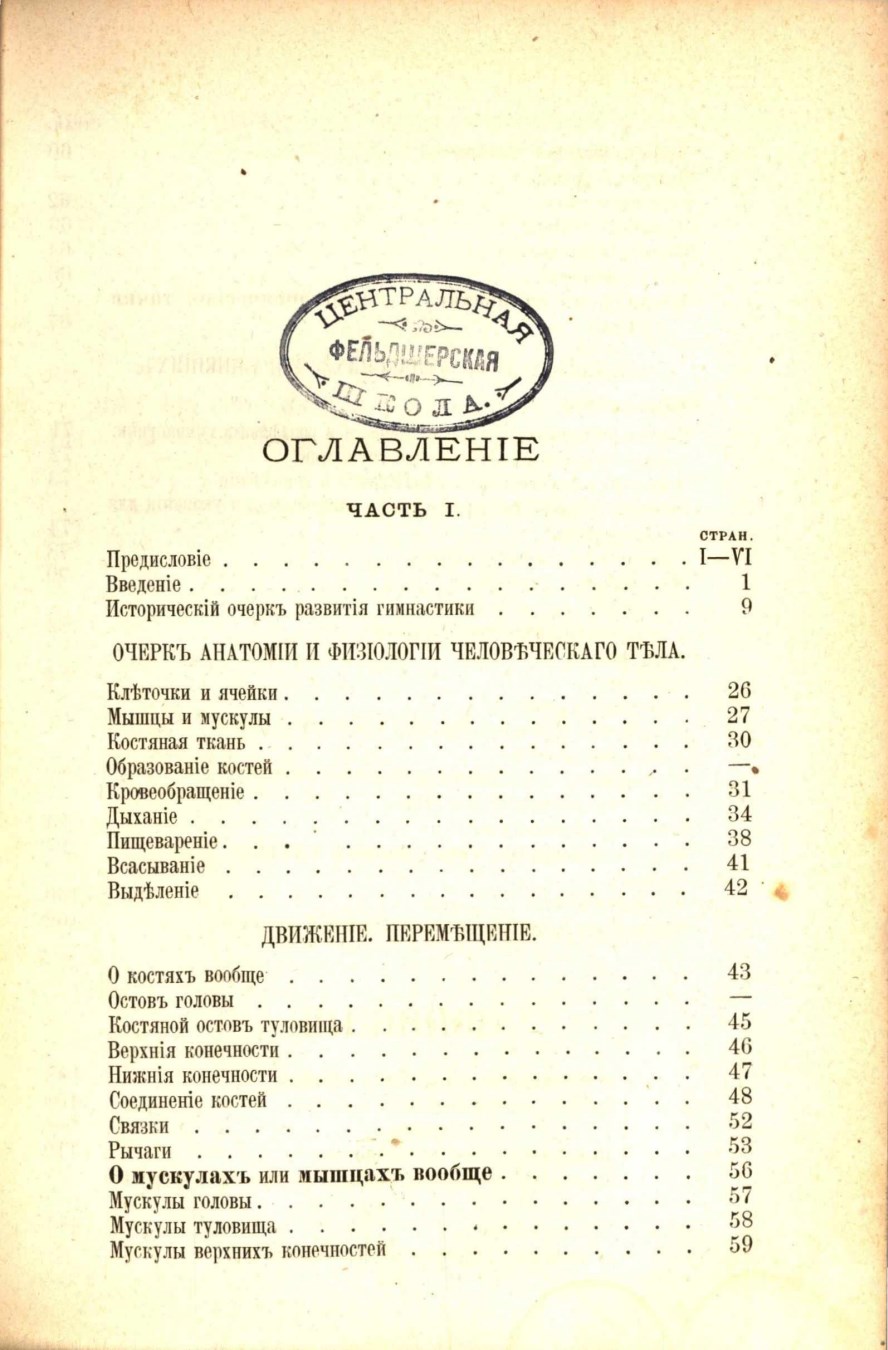 ЦЕНТРАЛЬНАЯ
ФЕЛЬДШЕРСКАЯ
ШКОЛА.
ОГЛАВЛЕНІЕ
ЧАСТЬ I.
СТРАН.
Предисловіе . . . . . . . . . . . . . . . . I—VI
Введеніе . . . . . . . . . . . . . . . . . 1
Историческій очеркъ развитія гимнастики . . . . . . . 9
ОЧЕРКЪ АНАТОМІИ И ФИЗІОЛОГІИ ЧЕЛОВѢЧЕСКАГО ТѢЛА.
Клѣточки и ячейки . . . . . . . . . . . . . . 26
Мышцы и мускулы . . . . . . . . . . . . . . 27
Костяная ткань . . . . . . . . . . . . . . . 30
Образованіе костей . . . . . . . . . . . . . . —
Кровеобращеніе . . . . . . . . . . . . . . . 31
Дыханіе . . . . . . . . . . . . . . . . . 34
Пищевареніе . . . . . . . . . . . . . . . 38
Всасываніе . . . . . . . . . . . . . . . . 41
Выдѣленіе . . . . . . . . . . . . . . . . 42
ДВИЖЕНІЕ. ПЕРЕМѢЩЕНІЕ.
О костяхъ вообще . . . . . . . . . . . . . . 43
Остовъ головы . . . . . . . . . . . . . . . —
Костяной остовъ туловища . . . . . . . . . . . . 45
Верхнія конечности . . . . . . . . . . . . . . 46
Нижнія конечности . . . . . . . . . . . . . . 47
Соединеніе костей . . . . . . . . . . . . . . 48
Связки . . . . . . . . . . . . . . . . . 52
Рычаги . . . . . . . . . . . . . . . . . 53
О мускулахъ или мышцахъ вообще . . . . . . . 56
Мускулы головы . . . . . . . . . . . . . . . 57
Мускулы туловища . . . . . . . . . . . . . . 58
Мускулы верхнихъ конечностей . . . . . . . . . . 59